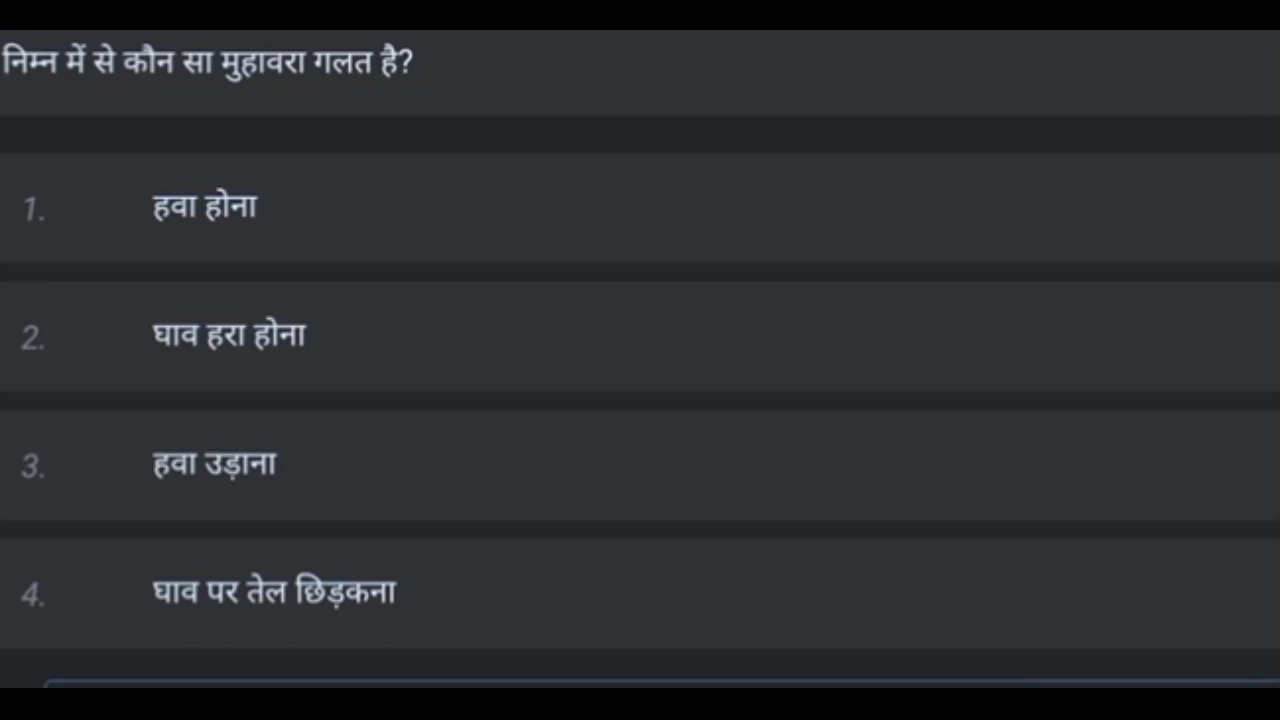 निम्न में से कौन सा मुहावरा गलत है?
1. हवा होना
2. घाव हरा होना
3. हवा उड़ाना
4. घाव पर तेल छिड़कना